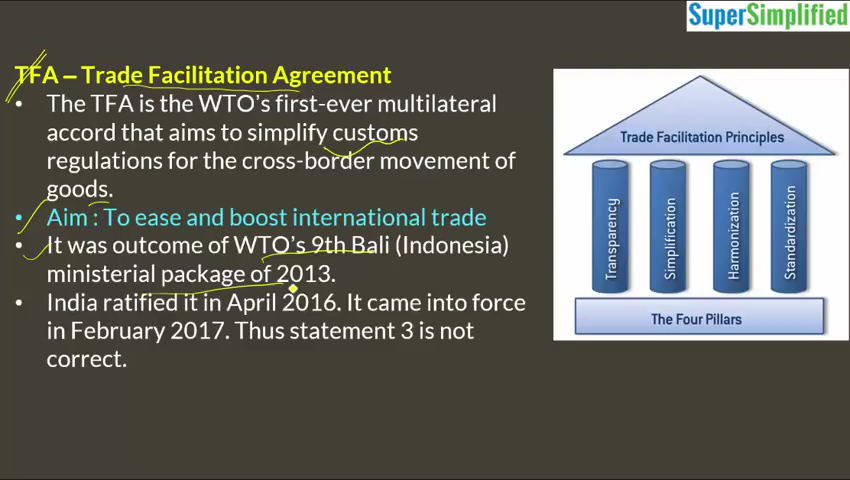 SuperSimplified
TFA – Trade Facilitation Agreement
• The TFA is the WTO's first-ever multilateral
accord that aims to simplify customs
regulations for the cross-border movement of
goods.
• Aim : To ease and boost international trade
• It was outcome of WTO's 9th Bali (Indonesia)
ministerial package of 2013.
• India ratified it in April 2016. It came into force
in February 2017. Thus statement 3 is not
correct.
Trade Facilitation Principles
Transparency
Simplification
Harmonization
Standardization
The Four Pillars